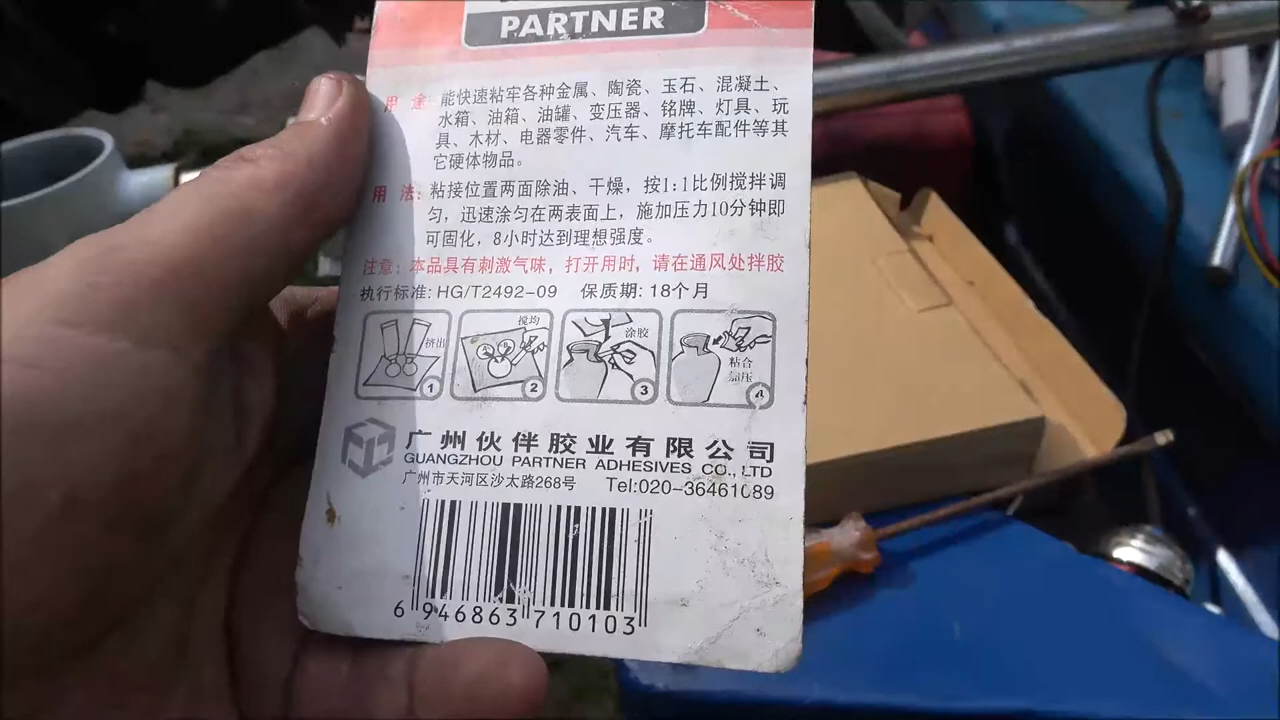 PARTNER
用 途: 能快速粘牢各种金属、陶瓷、玉石、混凝土、
水箱、油箱、油罐、变压器、铭牌、灯具、玩
具、木材、电器零件、汽车、摩托车配件等其
它硬体物品。
用 法: 粘接位置两面除油、干燥，按1:1比例搅拌调
匀，迅速涂匀在两表面上，施加压力10分钟即
可固化，8小时达到理想强度。
注意: 本品具有刺激气味，打开用时，请在通风处拌胶
执行标准: HG/T2492-09 保质期: 18个月
挤出 1
搅均 2
涂胶 3
粘合 4
广州伙伴胶业有限公司
GUANGZHOU PARTNER ADHESIVES CO., LTD
广州市天河区沙太路268号 Tel:020-36461089
6 946863 710103